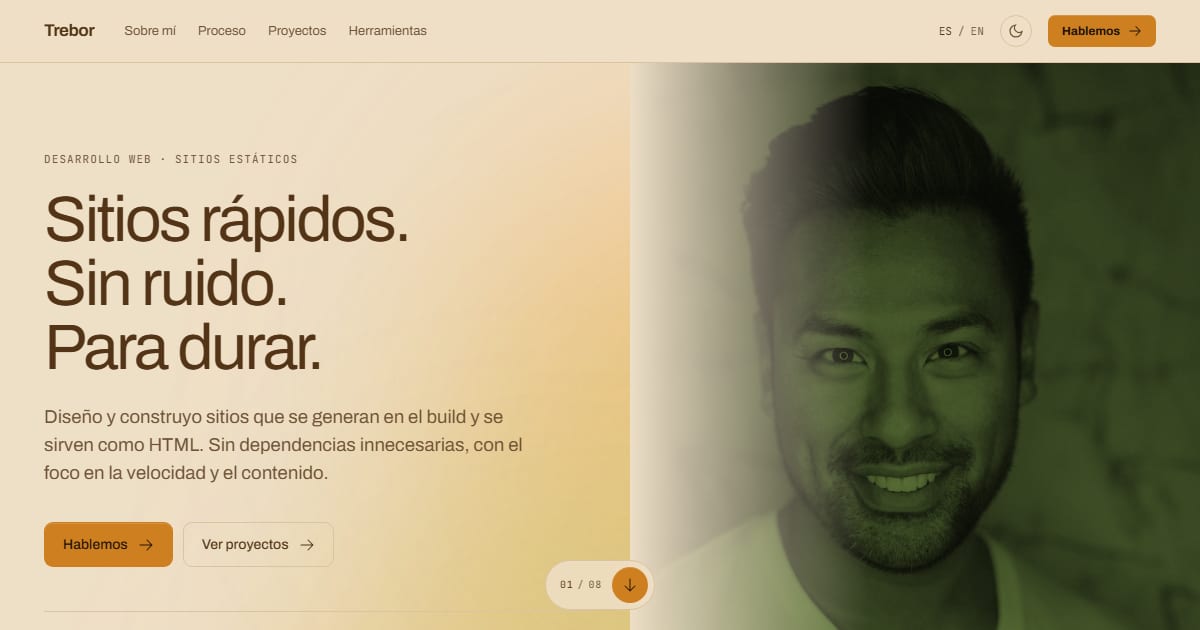 Trebor
Sobre mí
Proceso
Proyectos
Herramientas
ES / EN
Hablemos
DESARROLLO WEB · SITIOS ESTÁTICOS
Sitios rápidos.
Sin ruido.
Para durar.
Diseño y construyo sitios que se generan en el build y se
sirven como HTML. Sin dependencias innecesarias, con el
foco en la velocidad y el contenido.
Hablemos
Ver proyectos
01 / 08